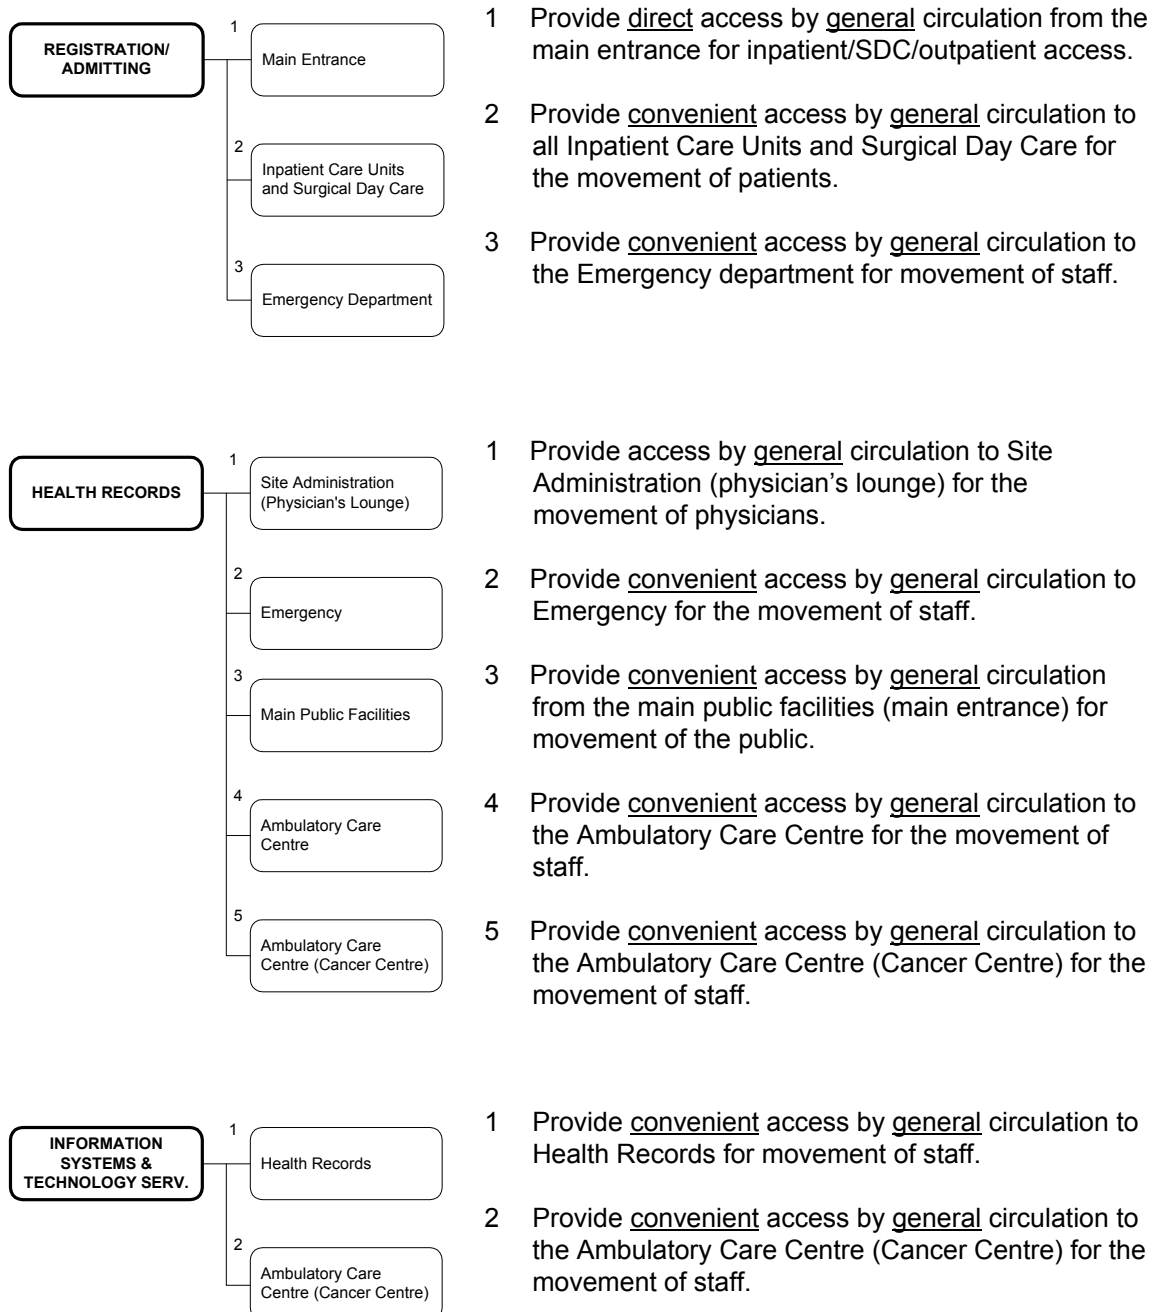 REGISTRATION/
ADMITTING
1
Main Entrance
2
Inpatient Care Units
and Surgical Day Care
3
Emergency Department
1 Provide direct access by general circulation from the
main entrance for inpatient/SDC/outpatient access.
2 Provide convenient access by general circulation to
all Inpatient Care Units and Surgical Day Care for
the movement of patients.
3 Provide convenient access by general circulation to
the Emergency department for movement of staff.
HEALTH RECORDS
1
Site Administration
(Physician's Lounge)
2
Emergency
3
Main Public Facilities
4
Ambulatory Care
Centre
5
Ambulatory Care
Centre (Cancer Centre)
1 Provide access by general circulation to Site
Administration (physician’s lounge) for the
movement of physicians.
2 Provide convenient access by general circulation to
Emergency for the movement of staff.
3 Provide convenient access by general circulation
from the main public facilities (main entrance) for
movement of the public.
4 Provide convenient access by general circulation to
the Ambulatory Care Centre for the movement of
staff.
5 Provide convenient access by general circulation to
the Ambulatory Care Centre (Cancer Centre) for the
movement of staff.
INFORMATION
SYSTEMS &
TECHNOLOGY SERV.
1
Health Records
2
Ambulatory Care
Centre (Cancer Centre)
1 Provide convenient access by general circulation to
Health Records for movement of staff.
2 Provide convenient access by general circulation to
the Ambulatory Care Centre (Cancer Centre) for the
movement of staff.